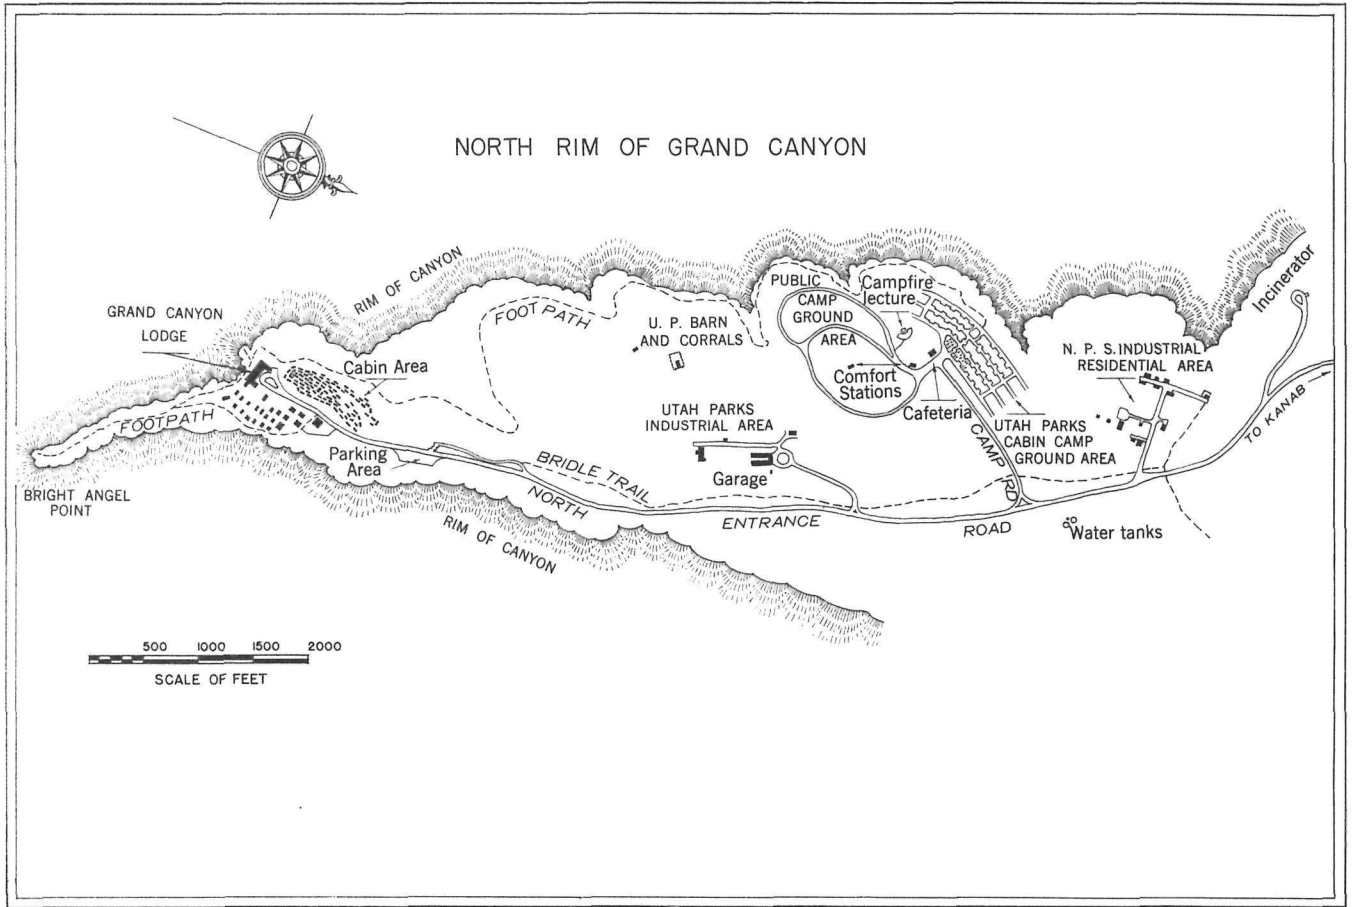 NORTH RIM OF GRAND CANYON
RIM OF CANYON
GRAND CANYON
LODGE
Cabin Area
FOOTPATH
BRIGHT ANGEL
POINT
Parking
Area
RIM OF CANYON
FOOT PATH
U. P. BARN
AND CORRALS
PUBLIC
CAMP
GROUND
AREA
Campfire
lecture
Comfort
Stations
Cafeteria
UTAH PARKS
INDUSTRIAL AREA
Garage
BRIDLE TRAIL
NORTH
ENTRANCE
ROAD
CAMP RD
UTAH PARKS
CABIN CAMP
GROUND AREA
N. P. S. INDUSTRIAL
RESIDENTIAL AREA
Incinerator
TO KANAB
Water tanks
500 1000 1500 2000
SCALE OF FEET